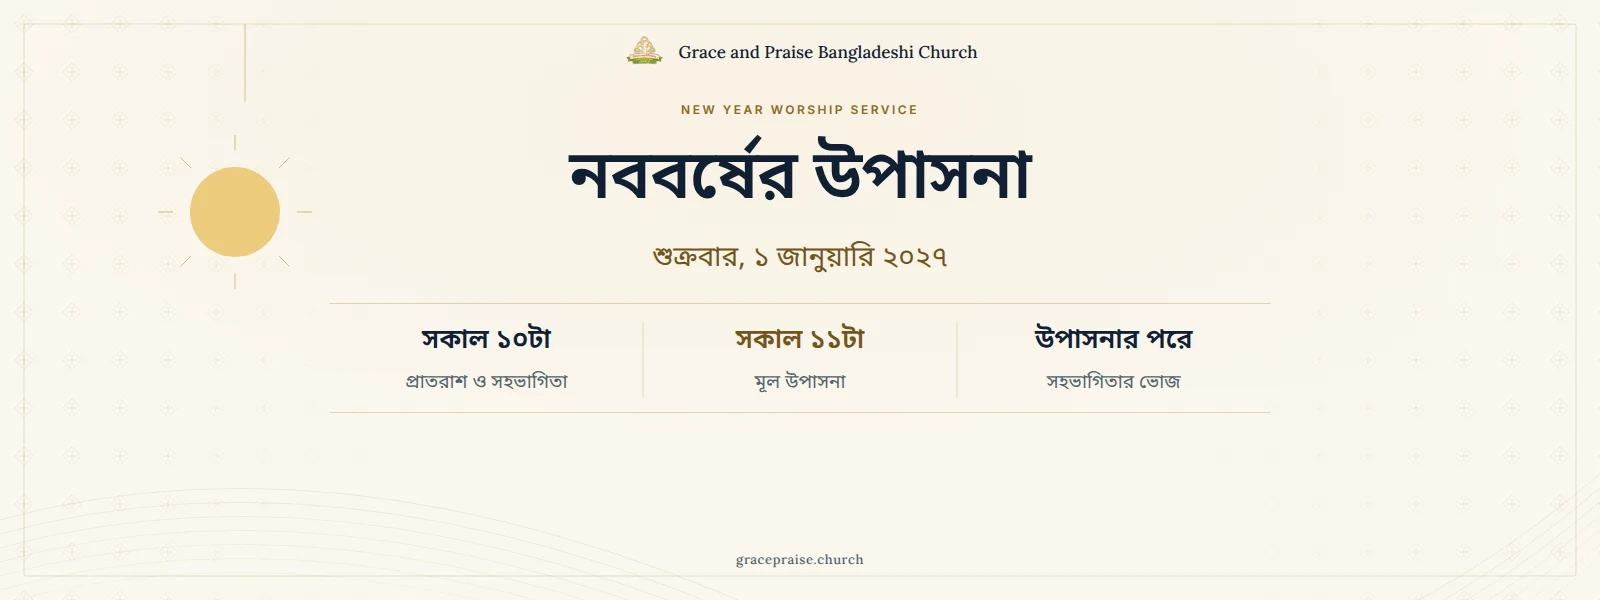 Grace and Praise Bangladeshi Church
NEW YEAR WORSHIP SERVICE
নববর্ষের উপাসনা
শুক্রবার, ১ জানুয়ারি ২০২৭
সকাল ১০টা
প্রাতরাশ ও সহভাগিতা
সকাল ১১টা
মূল উপাসনা
উপাসনার পরে
সহভাগিতার ভোজ
gracepraise.church